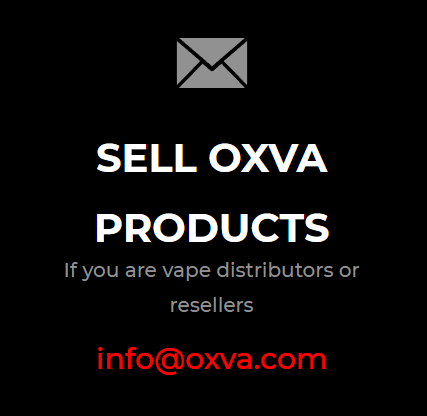 SELL OXVA
PRODUCTS
If you are vape distributors or
resellers
info@oxva.com